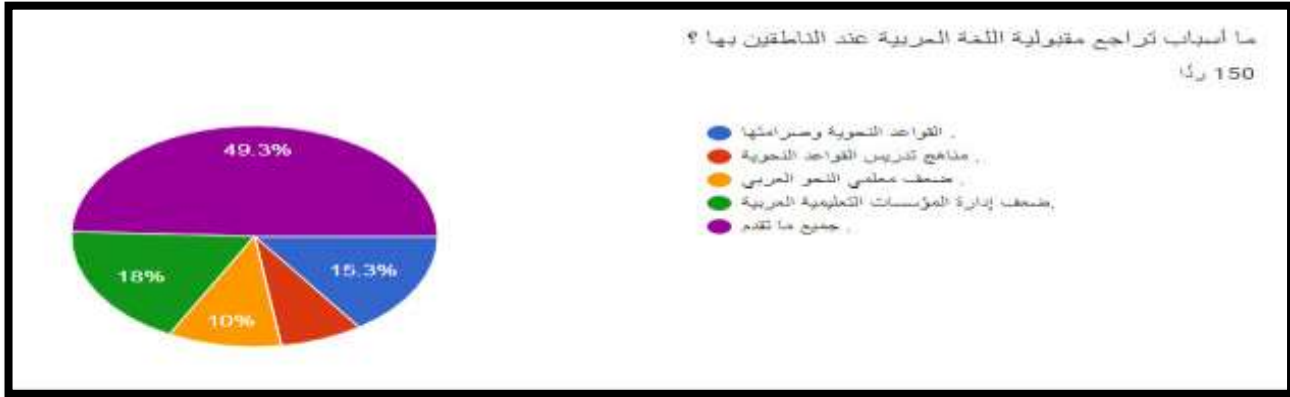 ما أسباب تراجع مقبولية اللغة العربية عند الناطقين بها ؟
150 ردًا
. القواعد النحوية وصرامتها
. مناهج تدريس القواعد النحوية
. ضعف معلمي النحو العربي
.ضعف إدارة المؤسسات التعليمية العربية
. جميع ما تقدم
49.3%
15.3%
18%
10%